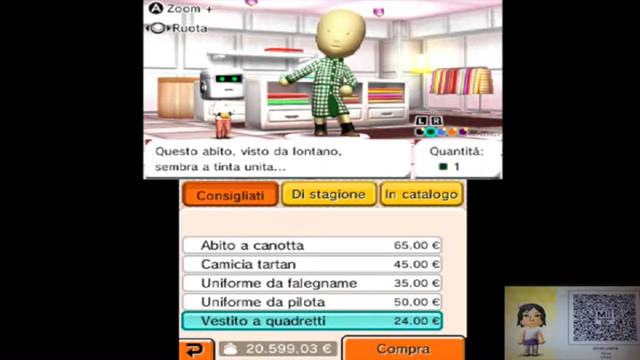 A Zoom +
Ruota
L R
Questo abito, visto da lontano,
sembra a tinta unita...
Quantità:
1
Consigliati
Di stagione
In catalogo
Abito a canotta 65,00 €
Camicia tartan 45,00 €
Uniforme da falegname 35,00 €
Uniforme da pilota 50,00 €
Vestito a quadretti 24,00 €
20.599,03 €
Compra
Mii